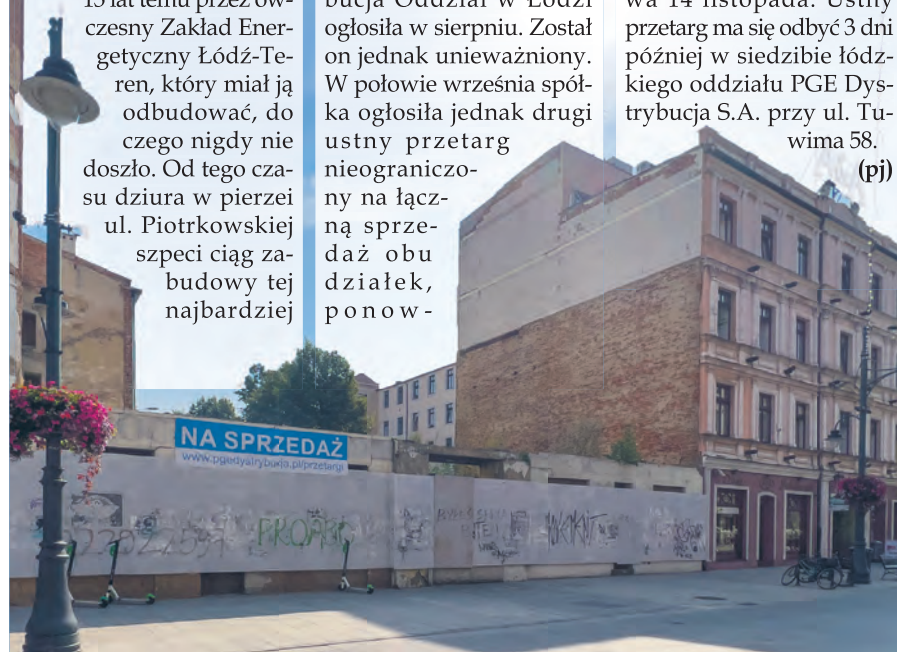 15 lat temu przez ów-
czesny Zakład Ener-
getyczny Łódź-Te-
ren, który miał ją
odbudować, do
czego nigdy nie
doszło. Od tego cza-
su dziura w pierzei
ul. Piotrkowskiej
szpeci ciąg za-
budowy tej
najbardziej
bucja Oddział w Łodzi
ogłosiła w sierpniu. Został
on jednak unieważniony.
W połowie września spół-
ka ogłosiła jednak drugi
ustny przetarg
nieograniczo-
ny na łącz-
ną sprze-
daż obu
działek,
ponow-
wa 14 listopada. Ustny
przetarg ma się odbyć 3 dni
później w siedzibie łódz-
kiego oddziału PGE Dys-
trybucja S.A. przy ul. Tu-
wima 58.
(pj)
NA SPRZEDAŻ
www.pgedystrybucja.pl/przetargi